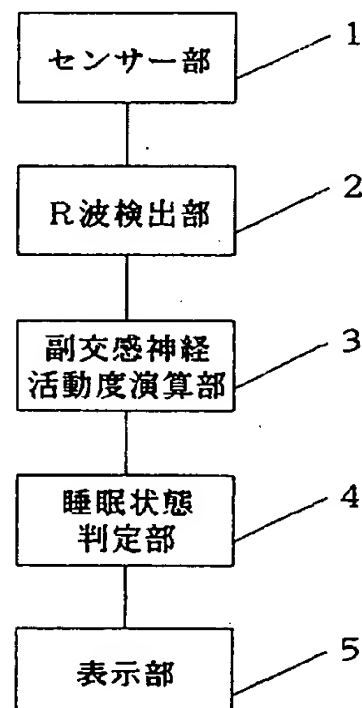 センサー部
1
R波検出部
2
副交感神経
活動度演算部
3
睡眠状態
判定部
4
表示部
5